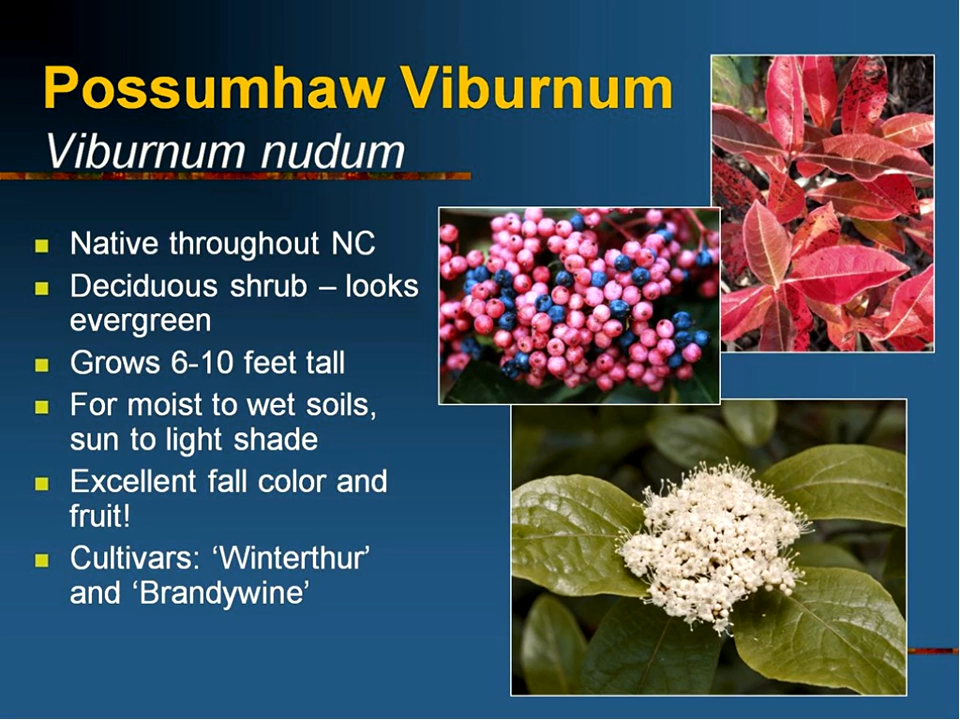 Possumhaw Viburnum
Viburnum nudum
Native throughout NC
Deciduous shrub – looks
evergreen
Grows 6-10 feet tall
For moist to wet soils,
sun to light shade
Excellent fall color and
fruit!
Cultivars: ‘Winterthur’
and ‘Brandywine’